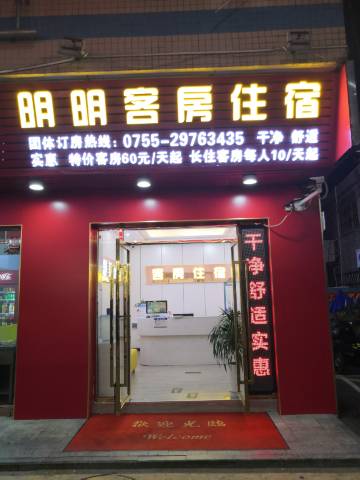 明明客房住宿
团体订房热线：0755-29763435 干净 舒适
实惠 特价客房60元/天起 长住客房每人10/天起
客房住宿
干净舒适实惠
欢迎光临
Welcome